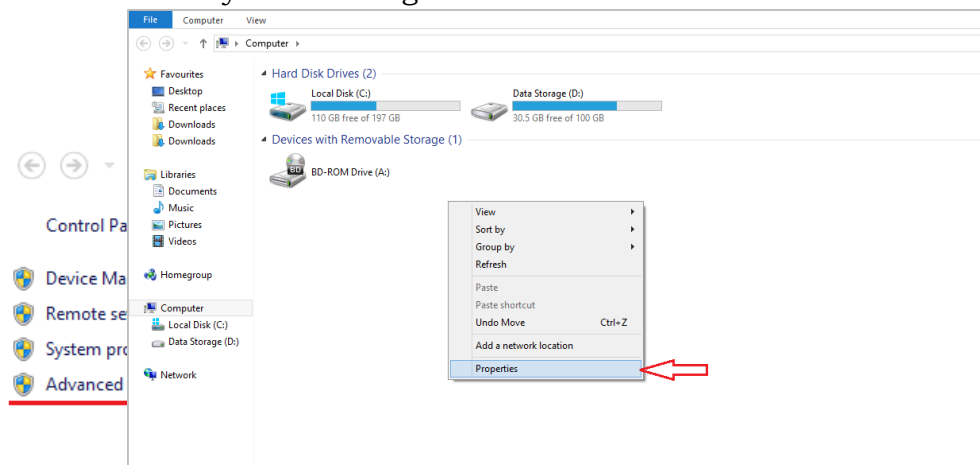 File Computer View
Computer
Favourites
Desktop
Recent places
Downloads
Downloads
Libraries
Documents
Music
Pictures
Videos
Homegroup
Computer
Local Disk (C:)
Data Storage (D:)
Network
Hard Disk Drives (2)
Local Disk (C:)
110 GB free of 197 GB
Data Storage (D:)
30.5 GB free of 100 GB
Devices with Removable Storage (1)
BD
BD-ROM Drive (A:)
View
Sort by
Group by
Refresh
Paste
Paste shortcut
Undo Move Ctrl+Z
Add a network location
Properties
Control Pa
Device Ma
Remote se
System pro
Advanced